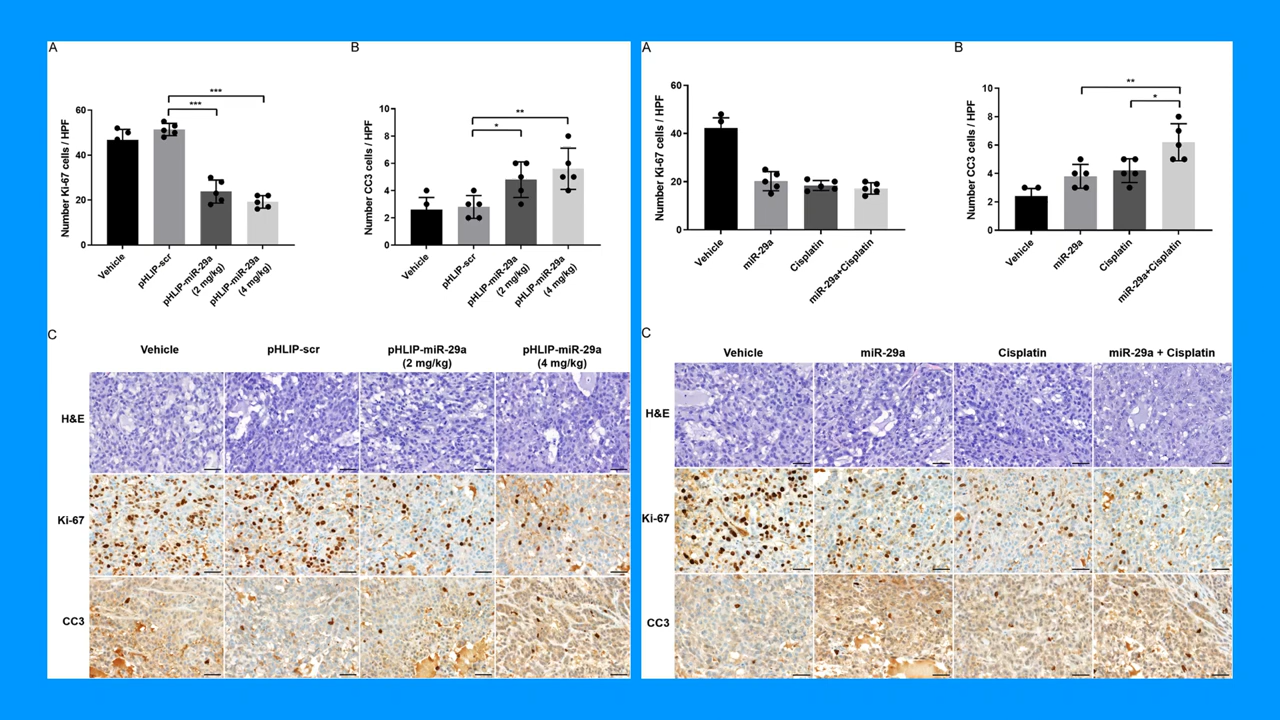 A
B
Number Ki-67 cells / HPF
60
40
20
0
***
***
Vehicle
pHLIP-scr
pHLIP-miR-29a
(2 mg/kg)
pHLIP-miR-29a
(4 mg/kg)
Number CC3 cells / HPF
10
8
6
4
2
0
**
*
Vehicle
pHLIP-scr
pHLIP-miR-29a
(2 mg/kg)
pHLIP-miR-29a
(4 mg/kg)
C
Vehicle
pHLIP-scr
pHLIP-miR-29a
(2 mg/kg)
pHLIP-miR-29a
(4 mg/kg)
H&E
Ki-67
CC3
A
B
Number Ki-67 cells / HPF
60
40
20
0
Vehicle
miR-29a
Cisplatin
miR-29a+Cisplatin
Number CC3 cells / HPF
10
8
6
4
2
0
**
*
Vehicle
miR-29a
Cisplatin
miR-29a+Cisplatin
C
Vehicle
miR-29a
Cisplatin
miR-29a + Cisplatin
H&E
Ki-67
CC3